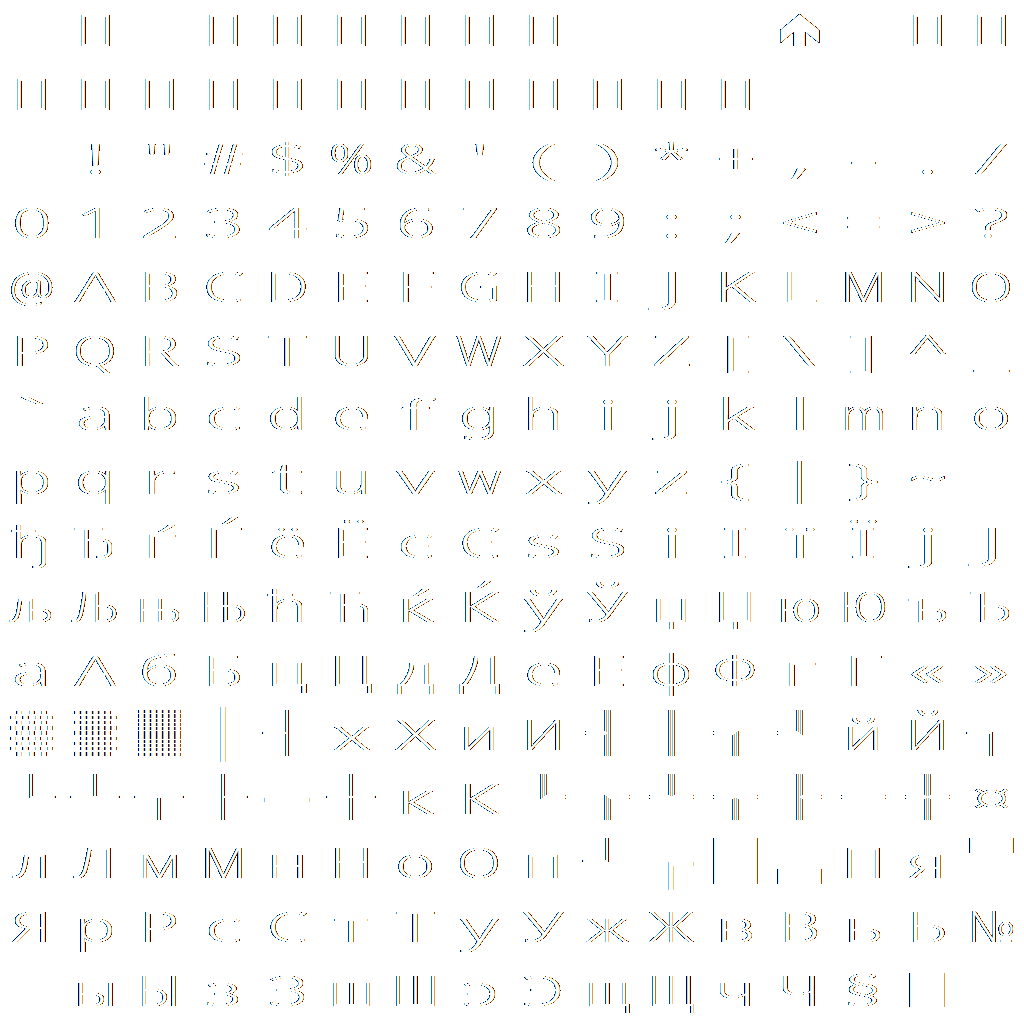 ↑
! " # $ % & ' ( ) * + , - . /
0 1 2 3 4 5 6 7 8 9 : ; < = > ?
@ A B C D E F G H I J K L M N O
P Q R S T U V W X Y Z [ \ ] ^ _
` a b c d e f g h i j k l m n o
p q r s t u v w x y z { | } ~
ђ Ђ ѓ Ѓ ё Ё є Є ѕ Ѕ і І ї Ї ј Ј
љ Љ њ Њ ћ Ћ ќ Ќ ў Ў џ Џ ю Ю ъ Ъ
а А б Б ц Ц д Д е Е ф Ф г Г « »
░ ▒ ▓ │ ┤ х Х и И ╣ ║ ╗ ╝ й Й ┐
└ ┴ ┬ ├ ─ ┼ к К ╚ ╔ ╩ ╦ ╠ ═ ╬ ¤
л Л м М н Н о О п ┘ ┌ █ ▄ П я ▀
Я р Р с С т Т у У ж Ж в В ь Ь №
ы Ы з З ш Ш э Э щ Щ ч Ч § ■